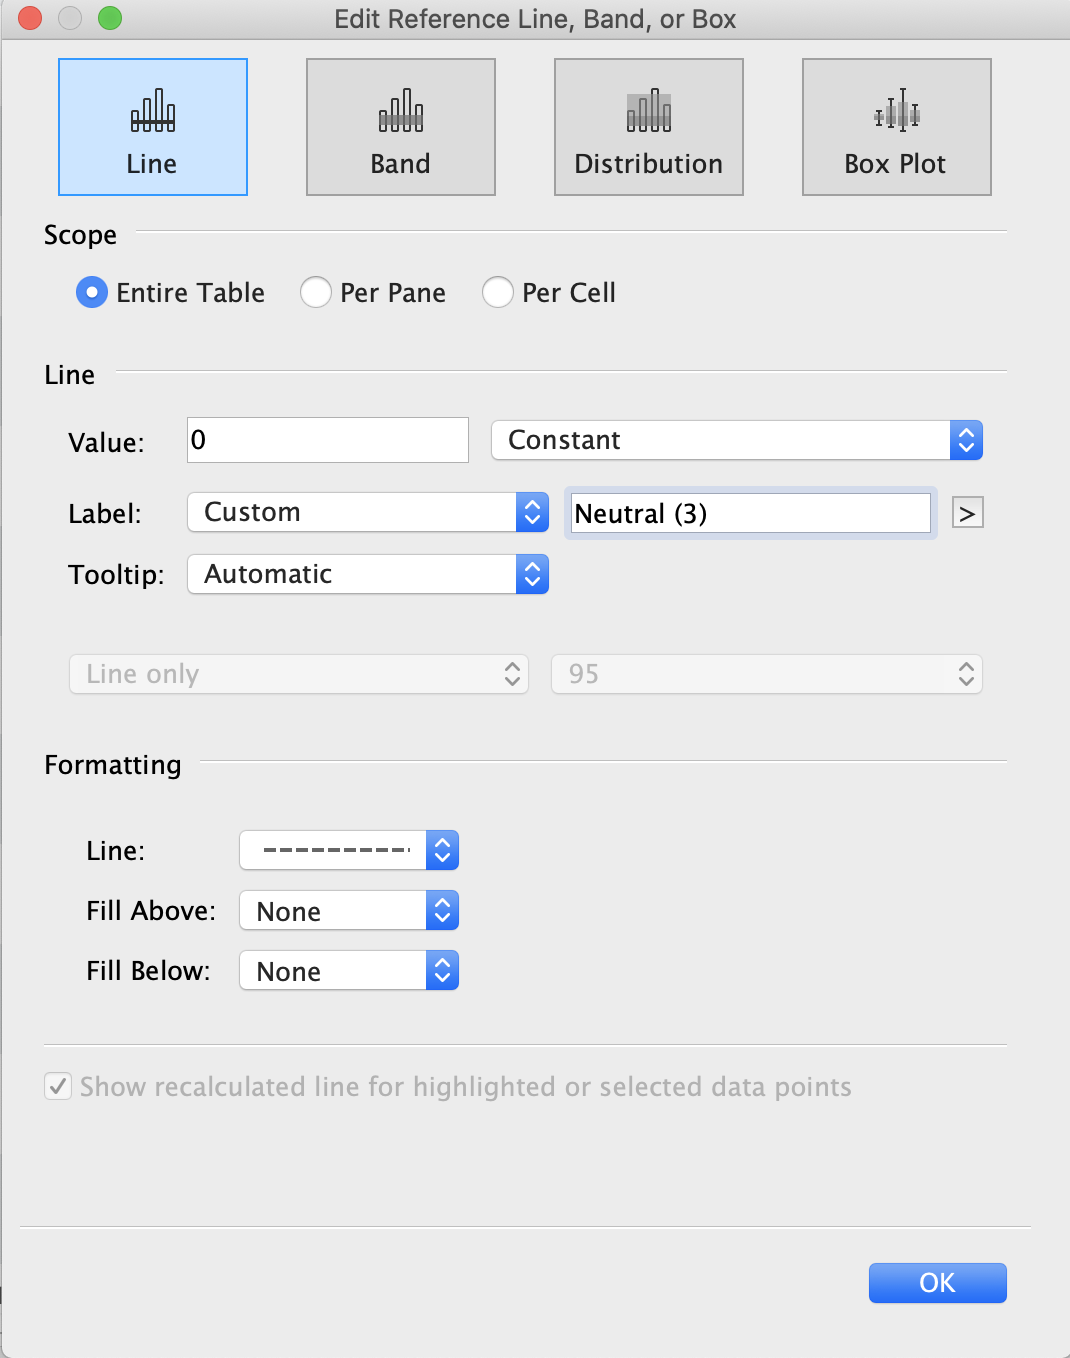 Edit Reference Line, Band, or Box
Line Band Distribution Box Plot
Scope
Entire Table Per Pane Per Cell
Line
Value: 0 Constant
Label: Custom Neutral (3) >
Tooltip: Automatic
Line only 95
Formatting
Line:
Fill Above: None
Fill Below: None
Show recalculated line for highlighted or selected data points
OK